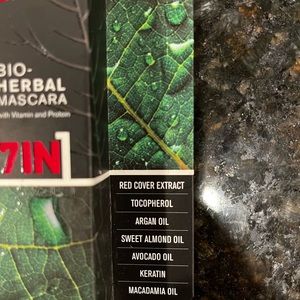 BIO-
HERBAL
MASCARA
with Vitamin and Protein
7IN1
RED COVER EXTRACT
TOCOPHEROL
ARGAN OIL
SWEET ALMOND OIL
AVOCADO OIL
KERATIN
MACADAMIA OIL